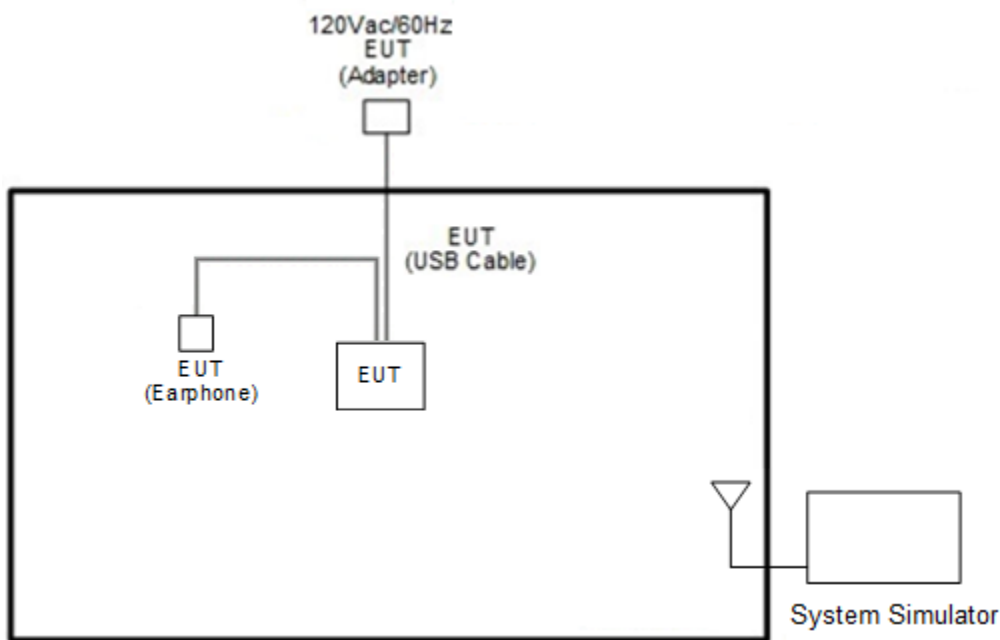 120Vac/60Hz
EUT
(Adapter)
EUT
(USB Cable)
EUT
(Earphone)
EUT
System Simulator